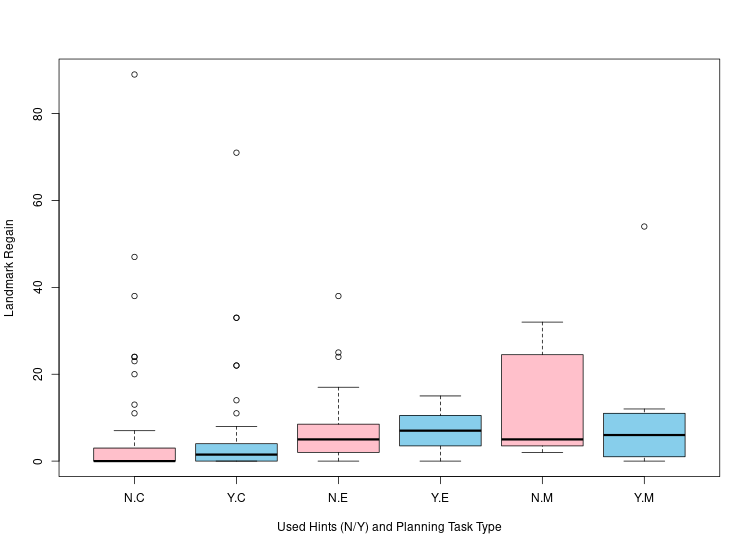 Landmark Regain
80
60
40
20
0
N.C Y.C N.E Y.E N.M Y.M
Used Hints (N/Y) and Planning Task Type